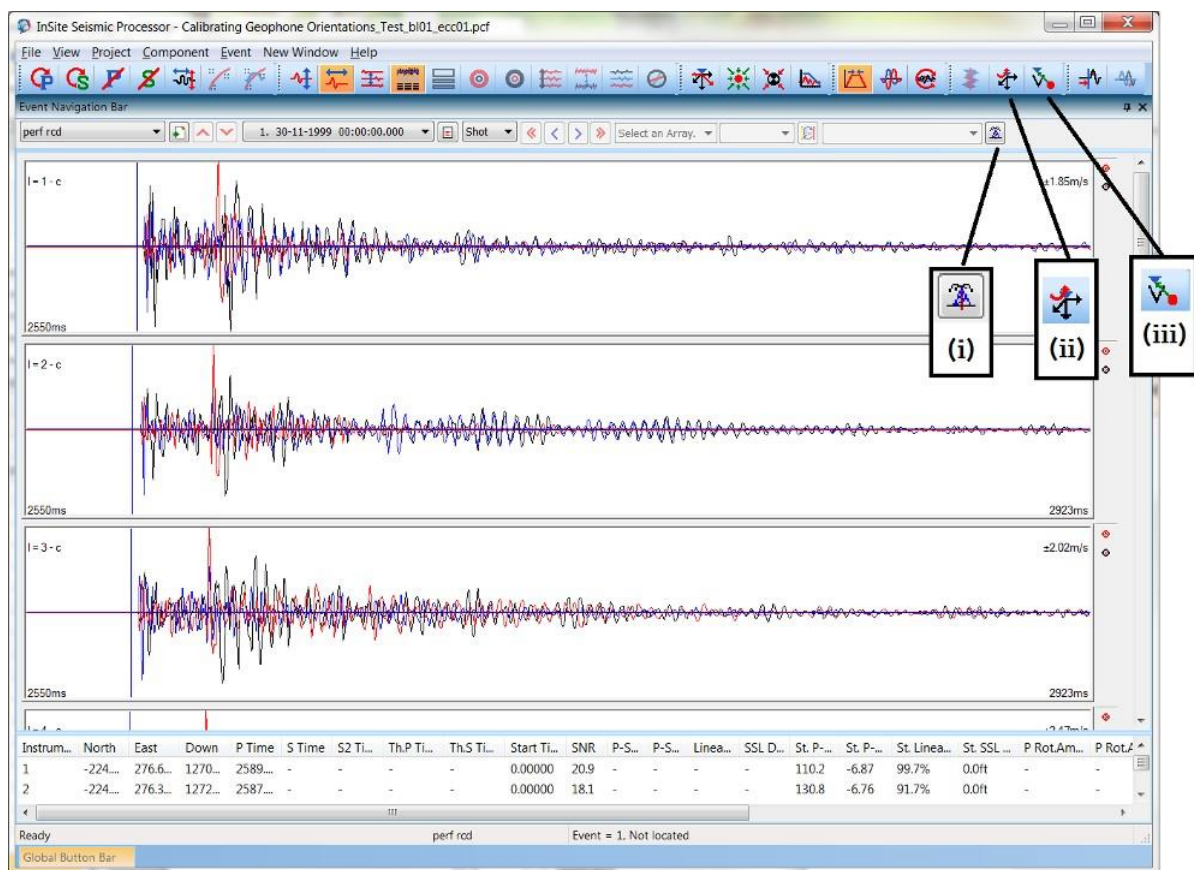 InSite Seismic Processor - Calibrating Geophone Orientations_Test_bl01_ecc01.pcf
File View Project Component Event New Window Help
Event Navigation Bar
perf rcd 1. 30-11-1999 00:00:00.000 Shot Select an Array.
I=1-c ±1.85m/s
2550ms
(i) (ii) (iii)
I=2-c
2550ms 2923ms
I=3-c ±2.02m/s
2550ms 2923ms
Instrum... North East Down P Time S Time S2 Ti... Th.P Ti... Th.S Ti... Start Ti... SNR P-S... P-S... Linea... SSL D... St. P-... St. P-... St. Linea... St. SSL ... P Rot.Am... P Rot.A
1 -224.... 276.6... 1270... 2589... - - - - 0.00000 20.9 - - - - 110.2 -6.87 99.7% 0.0ft - -
2 -224.... 276.3... 1272... 2587... - - - - 0.00000 18.1 - - - - 130.8 -6.76 91.7% 0.0ft - -
Ready perf rcd Event = 1. Not located
Global Button Bar